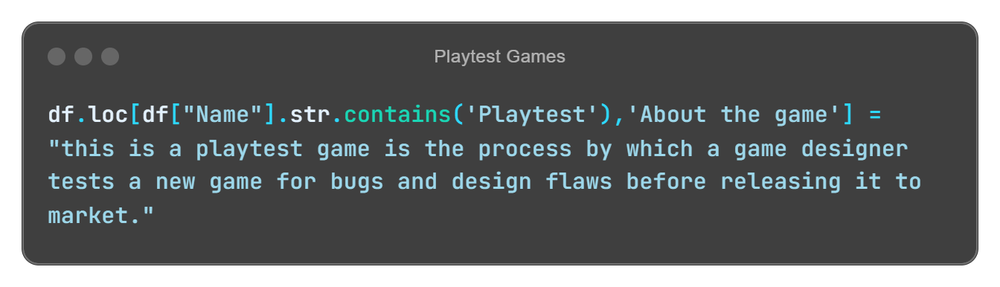 Playtest Games
df.loc[df["Name"].str.contains('Playtest'),'About the game'] =
"this is a playtest game is the process by which a game designer
tests a new game for bugs and design flaws before releasing it to
market."